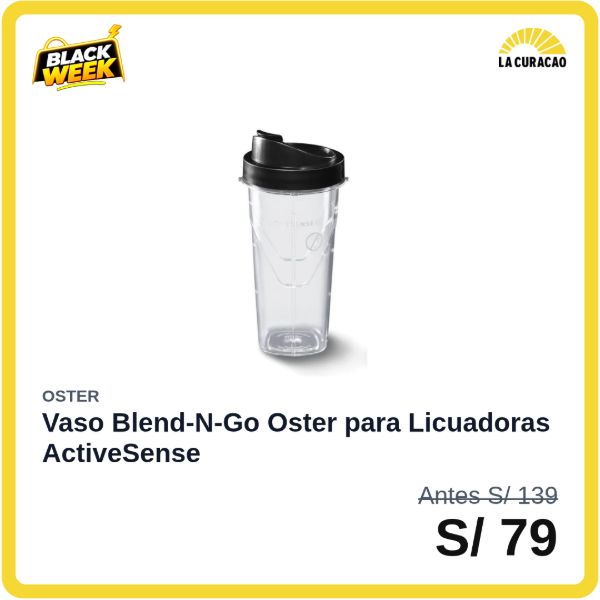 BLACK
WEEK
LA CURACAO
OSTER
Vaso Blend-N-Go Oster para Licuadoras
ActiveSense
Antes S/ 139
S/ 79